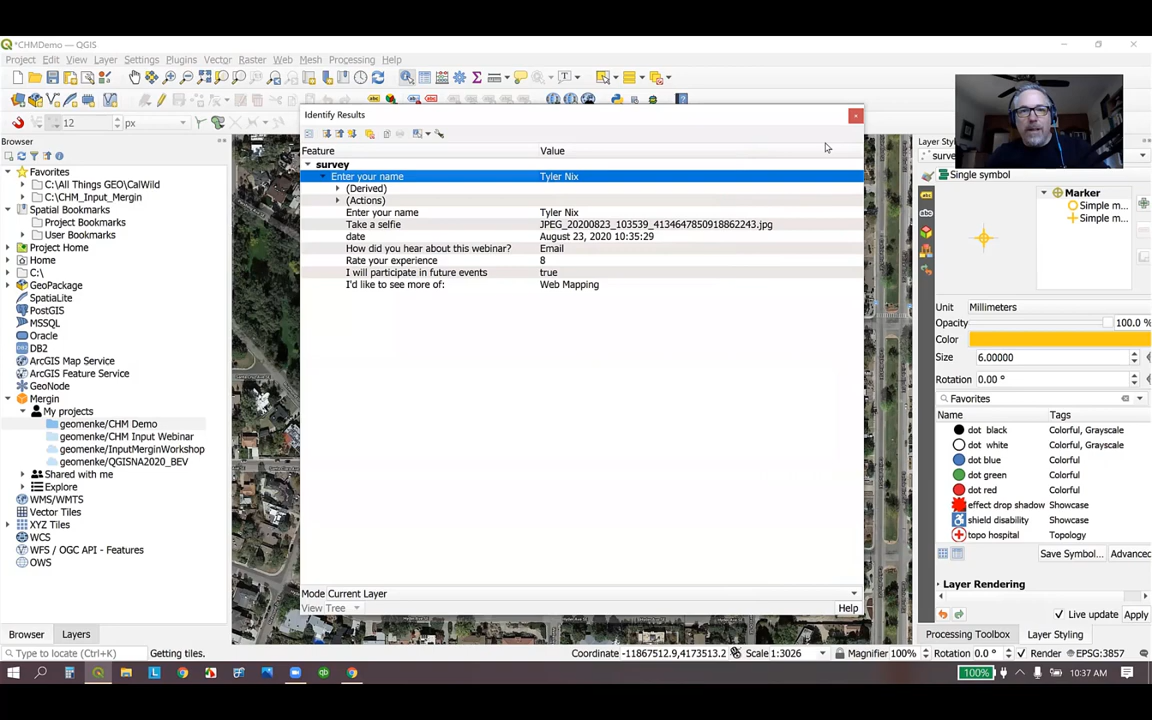 *CHMDemo — QGIS
Project Edit View Layer Settings Plugins Vector Raster Database Web Mesh Processing Help
12 px
Identify Results
Feature Value
survey
Enter your name Tyler Nix
(Derived)
(Actions)
Enter your name Tyler Nix
Take a selfie JPEG_20200823_103539_4134647850918862243.jpg
date August 23, 2020 10:35:29
How did you hear about this webinar? Email
Rate your experience 8
I will participate in future events true
I'd like to see more of: Web Mapping
Mode Current Layer
View Tree Help
Browser
Favorites
C:\All Things GEO\CalWild
C:\CHM_Input_Mergin
Spatial Bookmarks
Project Bookmarks
User Bookmarks
Project Home
Home
C:\
GeoPackage
SpatiaLite
PostGIS
MSSQL
Oracle
DB2
ArcGIS Map Service
ArcGIS Feature Service
GeoNode
Mergin
My projects
geomenke/CHM Demo
geomenke/CHM Input Webinar
geomenke/InputMerginWorkshop
geomenke/QGISNA2020_BEV
Shared with me
Explore
WMS/WMTS
Vector Tiles
XYZ Tiles
WCS
WFS / OGC API - Features
OWS
Browser Layers
Layer Sty
surve
Single symbol
Marker
Simple m...
Simple m...
Unit Millimeters
Opacity 100.0 %
Color
Size 6.00000
Rotation 0.00 °
Favorites
Name Tags
dot black Colorful, Grayscale
dot white Colorful, Grayscale
dot blue Colorful
dot green Colorful
dot red Colorful
effect drop shadow Showcase
shield disability Showcase
topo hospital Topology
Save Symbol... Advanced
Layer Rendering
Live update Apply
Processing Toolbox Layer Styling
Type to locate (Ctrl+K) Getting tiles. Coordinate -11867512.9,4173513.2 Scale 1:3026 Magnifier 100% Rotation 0.0 ° Render EPSG:3857
100% 10:37 AM